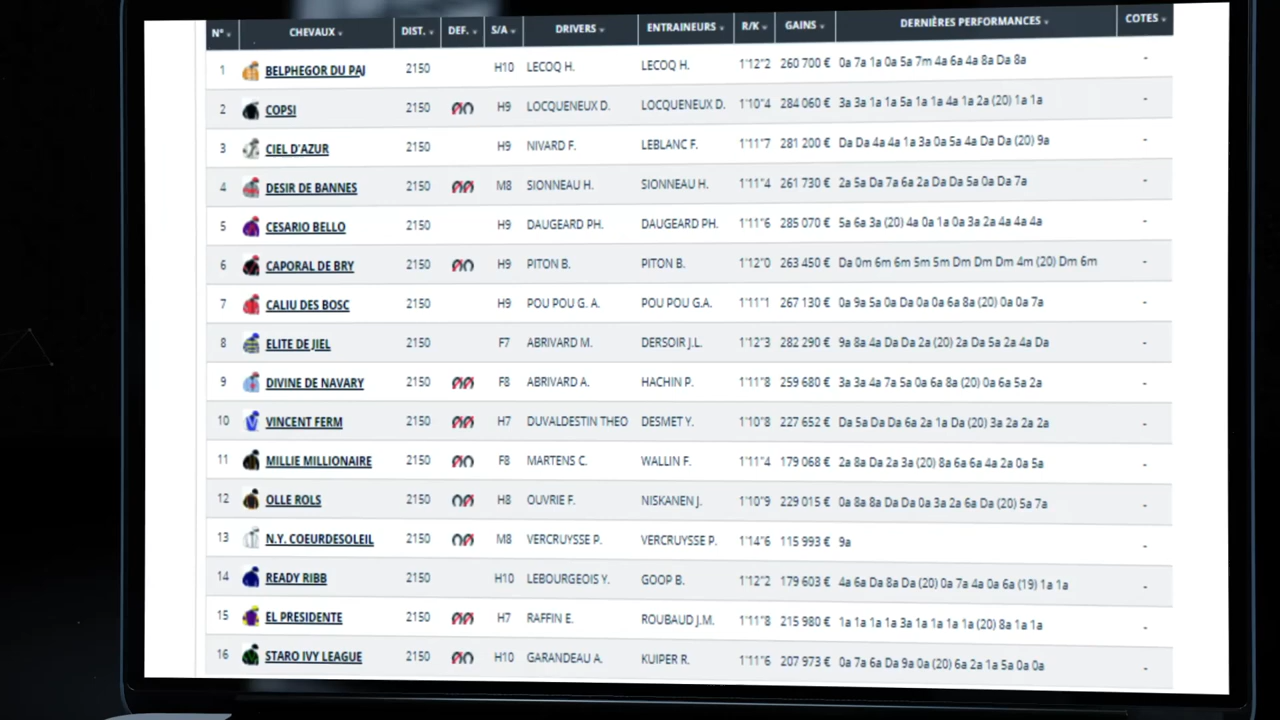 N° CHEVAUX DIST. DEF. S/A DRIVERS ENTRAINEURS R/K GAINS DERNIÈRES PERFORMANCES COTES
1 BELPHEGOR DU PAJ 2150 H10 LECOQ H. LECOQ H. 1'12"2 260 700 € 0a 7a 1a 0a 5a 7m 4a 6a 4a 8a Da 8a -
2 COPSI 2150 H9 LOCQUENEUX D. LOCQUENEUX D. 1'10"4 284 060 € 3a 3a 1a 1a 5a 1a 1a 4a 1a 2a (20) 1a 1a -
3 CIEL D'AZUR 2150 H9 NIVARD F. LEBLANC F. 1'11"7 281 200 € Da Da 4a 4a 1a 3a 0a 5a 4a Da Da (20) 9a -
4 DESIR DE BANNES 2150 M8 SIONNEAU H. SIONNEAU H. 1'11"4 261 730 € 2a 5a Da 7a 6a 2a Da Da 5a 0a Da 7a -
5 CESARIO BELLO 2150 H9 DAUGEARD PH. DAUGEARD PH. 1'11"6 285 070 € 5a 6a 3a (20) 4a 0a 1a 0a 3a 2a 4a 4a 4a -
6 CAPORAL DE BRY 2150 H9 PITON B. PITON B. 1'12"0 263 450 € Da 0m 6m 6m 5m 5m Dm Dm Dm 4m (20) Dm 6m -
7 CALIU DES BOSC 2150 H9 POU POU G. A. POU POU G.A. 1'11"1 267 130 € 0a 9a 5a 0a Da 0a 0a 6a 8a (20) 0a 0a 7a -
8 ELITE DE JIEL 2150 F7 ABRIVARD M. DERSOIR J.L. 1'12"3 282 290 € 9a 8a 4a Da Da 2a (20) 2a Da 5a 2a 4a Da -
9 DIVINE DE NAVARY 2150 F8 ABRIVARD A. HACHIN P. 1'11"8 259 680 € 3a 3a 4a 7a 5a 0a 6a 8a (20) 0a 6a 5a 2a -
10 VINCENT FERM 2150 H7 DUVALDESTIN THEO DESMET Y. 1'10"8 227 652 € Da 5a Da Da 6a 2a 1a Da (20) 3a 2a 2a 2a -
11 MILLIE MILLIONAIRE 2150 F8 MARTENS C. WALLIN F. 1'11"4 179 068 € 2a 8a Da 2a 3a (20) 8a 6a 6a 4a 2a 0a 5a -
12 OLLE ROLS 2150 H8 OUVRIE F. NISKANEN J. 1'10"9 229 015 € 0a 8a 8a Da Da 0a 3a 2a 6a Da (20) 5a 7a -
13 N.Y. COEURDESOLEIL 2150 M8 VERCRUYSSE P. VERCRUYSSE P. 1'14"6 115 993 € 9a -
14 READY RIBB 2150 H10 LEBOURGEOIS Y. GOOP B. 1'12"2 179 603 € 4a 6a Da 8a Da (20) 0a 7a 4a 0a 6a (19) 1a 1a -
15 EL PRESIDENTE 2150 H7 RAFFIN E. ROUBAUD J.M. 1'11"8 215 980 € 1a 1a 1a 1a 3a 1a 1a 1a 1a (20) 8a 1a 1a -
16 STARO IVY LEAGUE 2150 H10 GARANDEAU A. KUIPER R. 1'11"6 207 973 € 0a 7a 6a Da 9a 0a (20) 6a 2a 1a 5a 0a 0a -